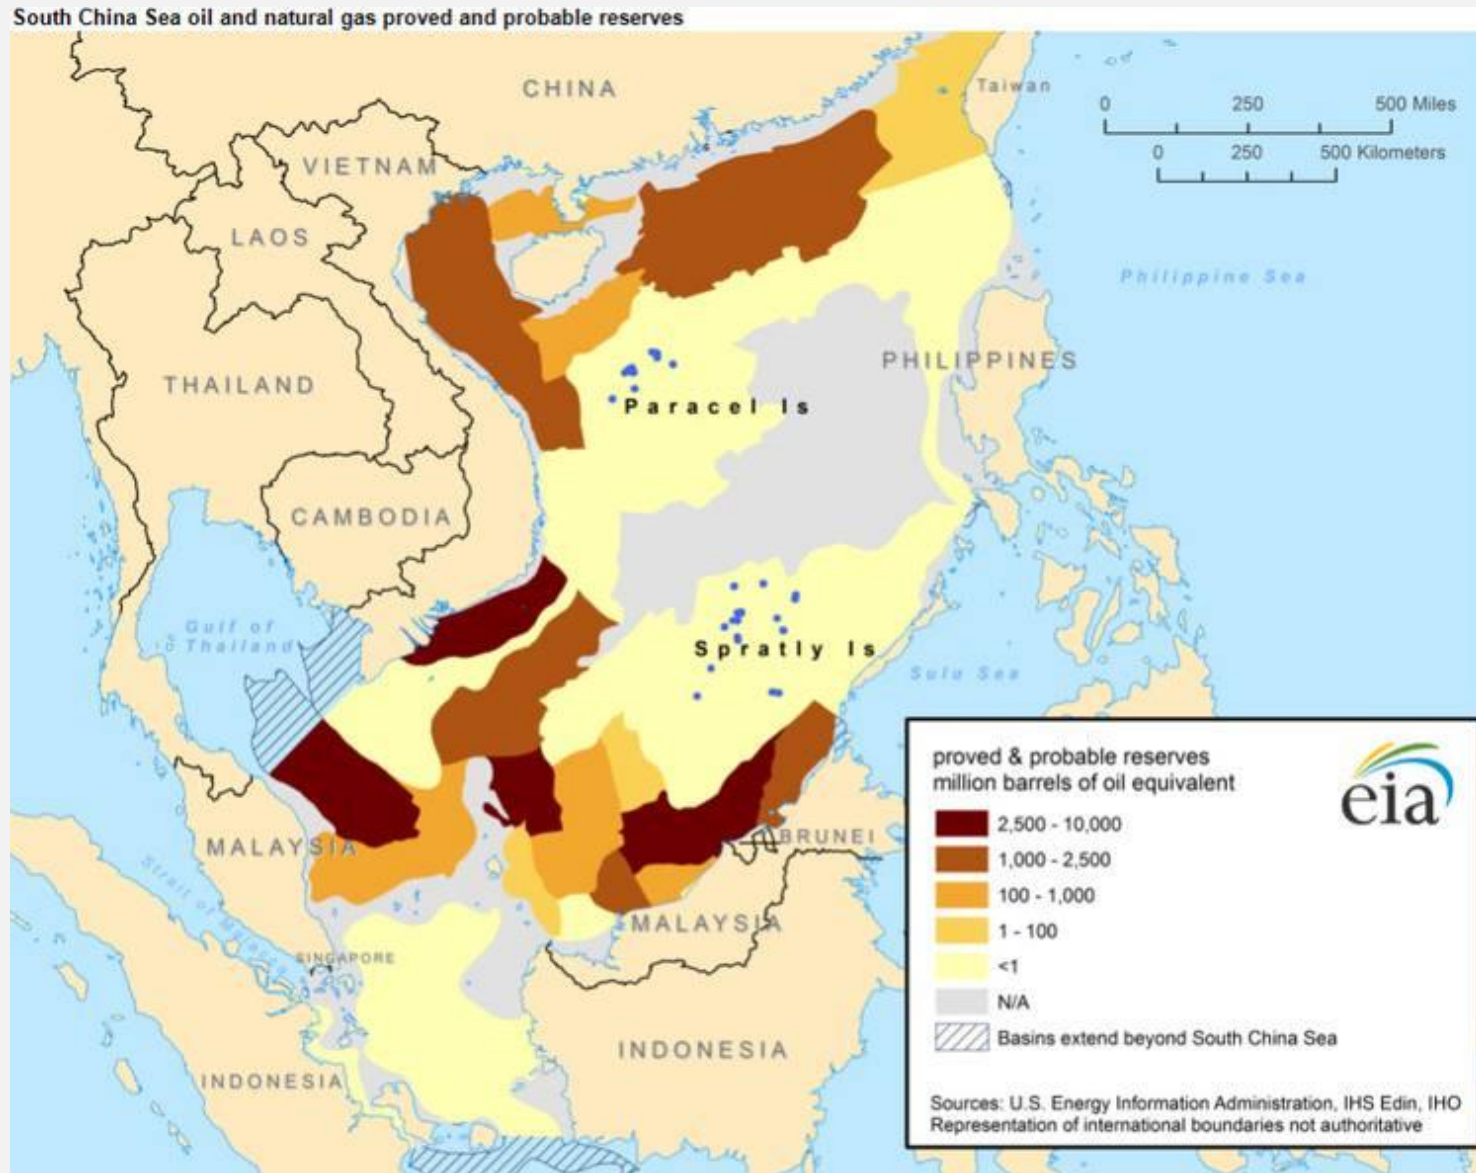 South China Sea oil and natural gas proved and probable reserves
CHINA
Taiwan
0 250 500 Miles
0 250 500 Kilometers
VIETNAM
LAOS
Philippine Sea
THAILAND
PHILIPPINES
Paracel Is
CAMBODIA
Gulf of
Thailand
Spratly Is
Sulu Sea
MALAYSIA
BRUNEI
Strait of Malacca
MALAYSIA
SINGAPORE
INDONESIA
INDONESIA
proved & probable reserves
million barrels of oil equivalent
eia
2,500 - 10,000
1,000 - 2,500
100 - 1,000
1 - 100
<1
N/A
Basins extend beyond South China Sea
Sources: U.S. Energy Information Administration, IHS Edin, IHO
Representation of international boundaries not authoritative